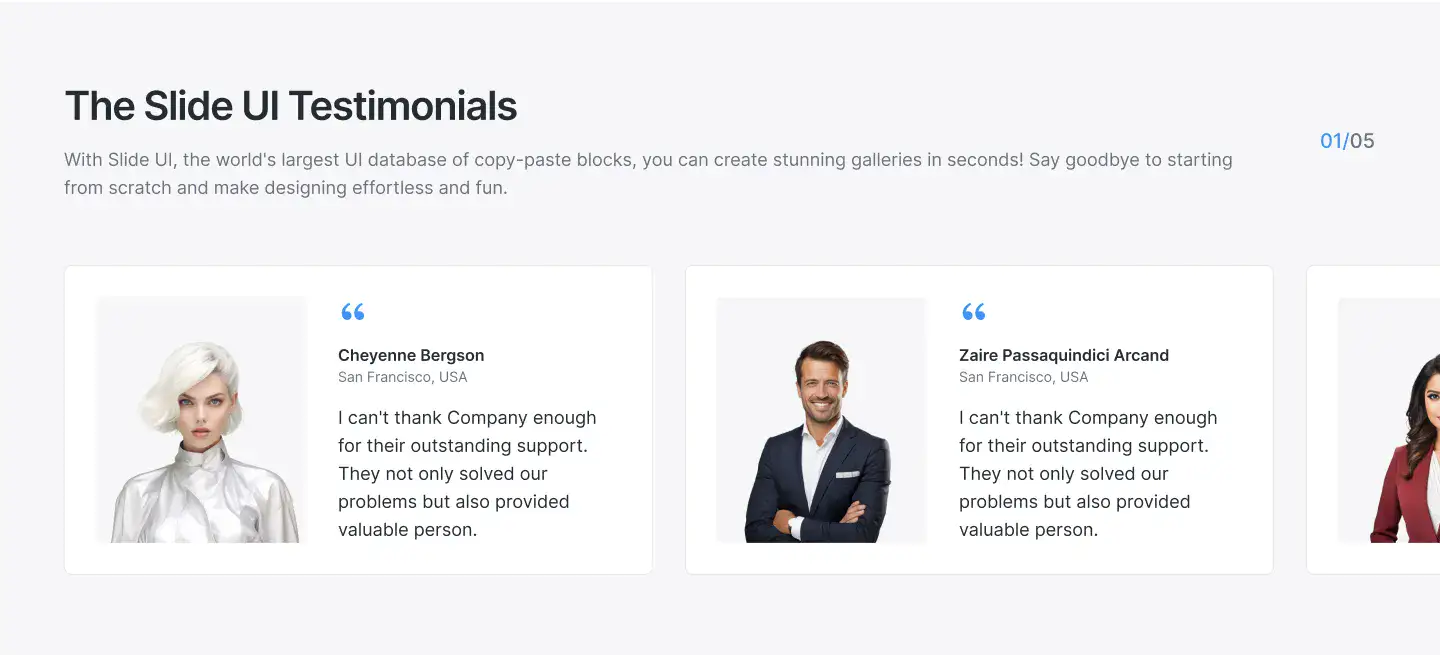 The Slide UI Testimonials
With Slide UI, the world's largest UI database of copy-paste blocks, you can create stunning galleries in seconds! Say goodbye to starting
from scratch and make designing effortless and fun.
01/05
“
Cheyenne Bergson
San Francisco, USA
I can't thank Company enough
for their outstanding support.
They not only solved our
problems but also provided
valuable person.
“
Zaire Passaquindici Arcand
San Francisco, USA
I can't thank Company enough
for their outstanding support.
They not only solved our
problems but also provided
valuable person.